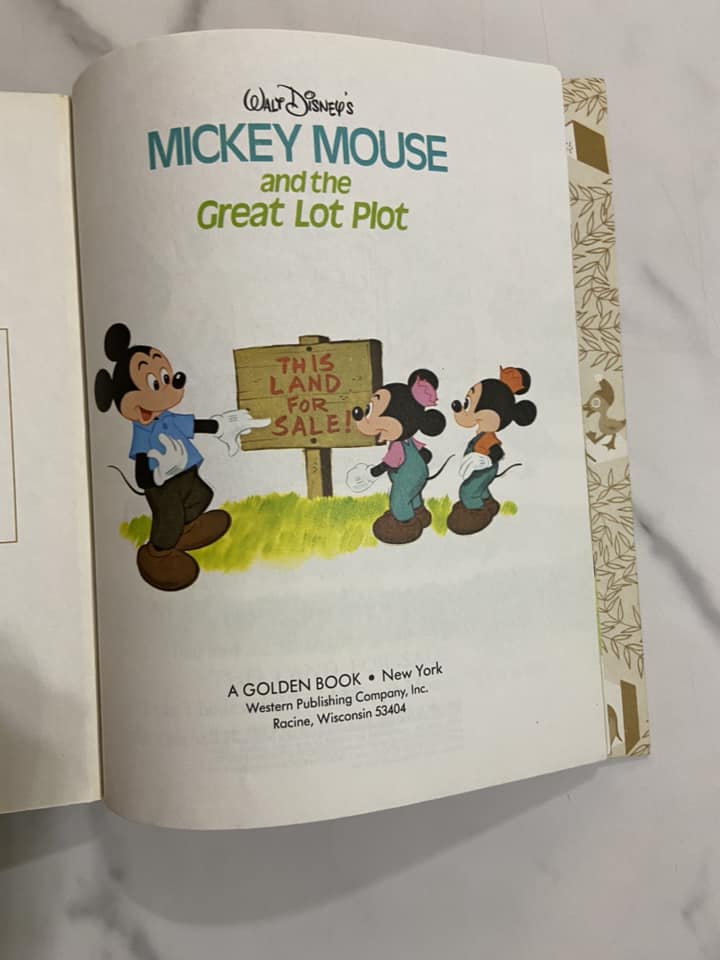 WALT DISNEY'S
MICKEY MOUSE
and the
Great Lot Plot
THIS
LAND
FOR
SALE!
A GOLDEN BOOK • New York
Western Publishing Company, Inc.
Racine, Wisconsin 53404